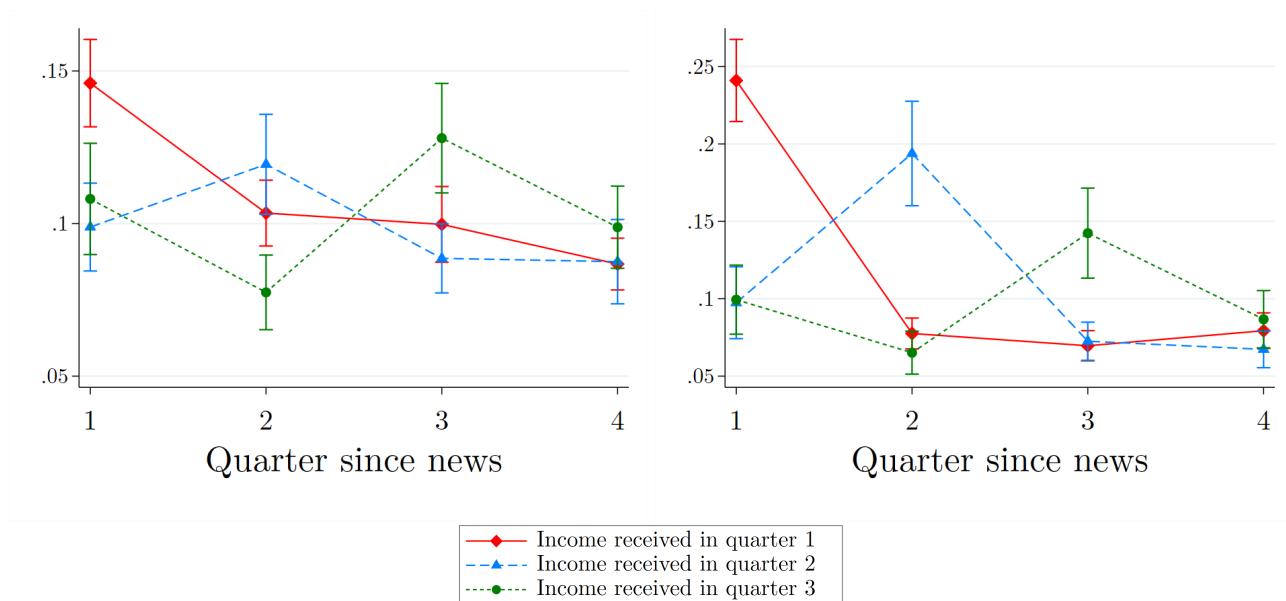 .15
.1
.05
1 2 3 4
Quarter since news
.25
.2
.15
.1
.05
1 2 3 4
Quarter since news
Income received in quarter 1
Income received in quarter 2
Income received in quarter 3